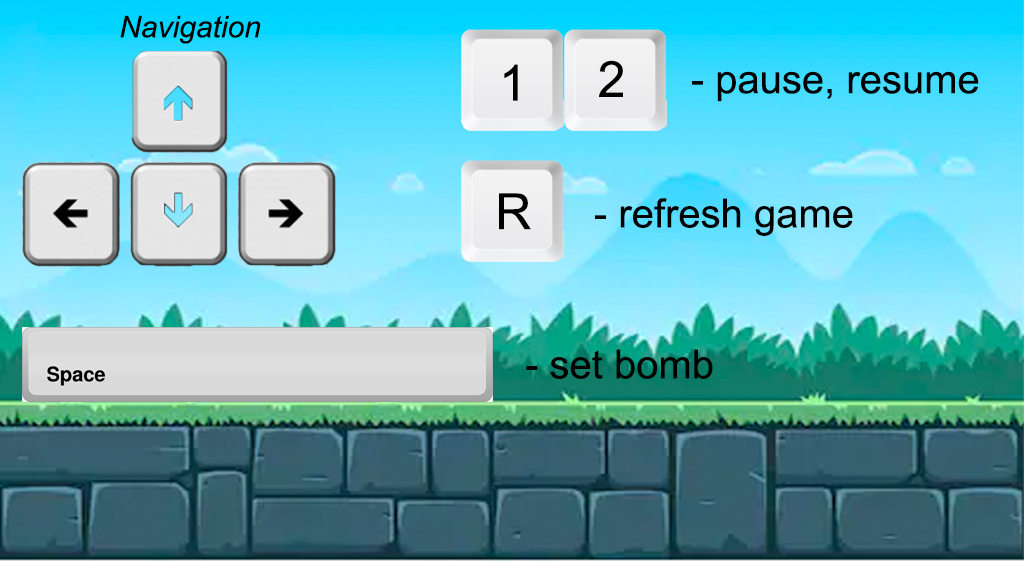 Navigation
1 2 - pause, resume
R - refresh game
Space - set bomb